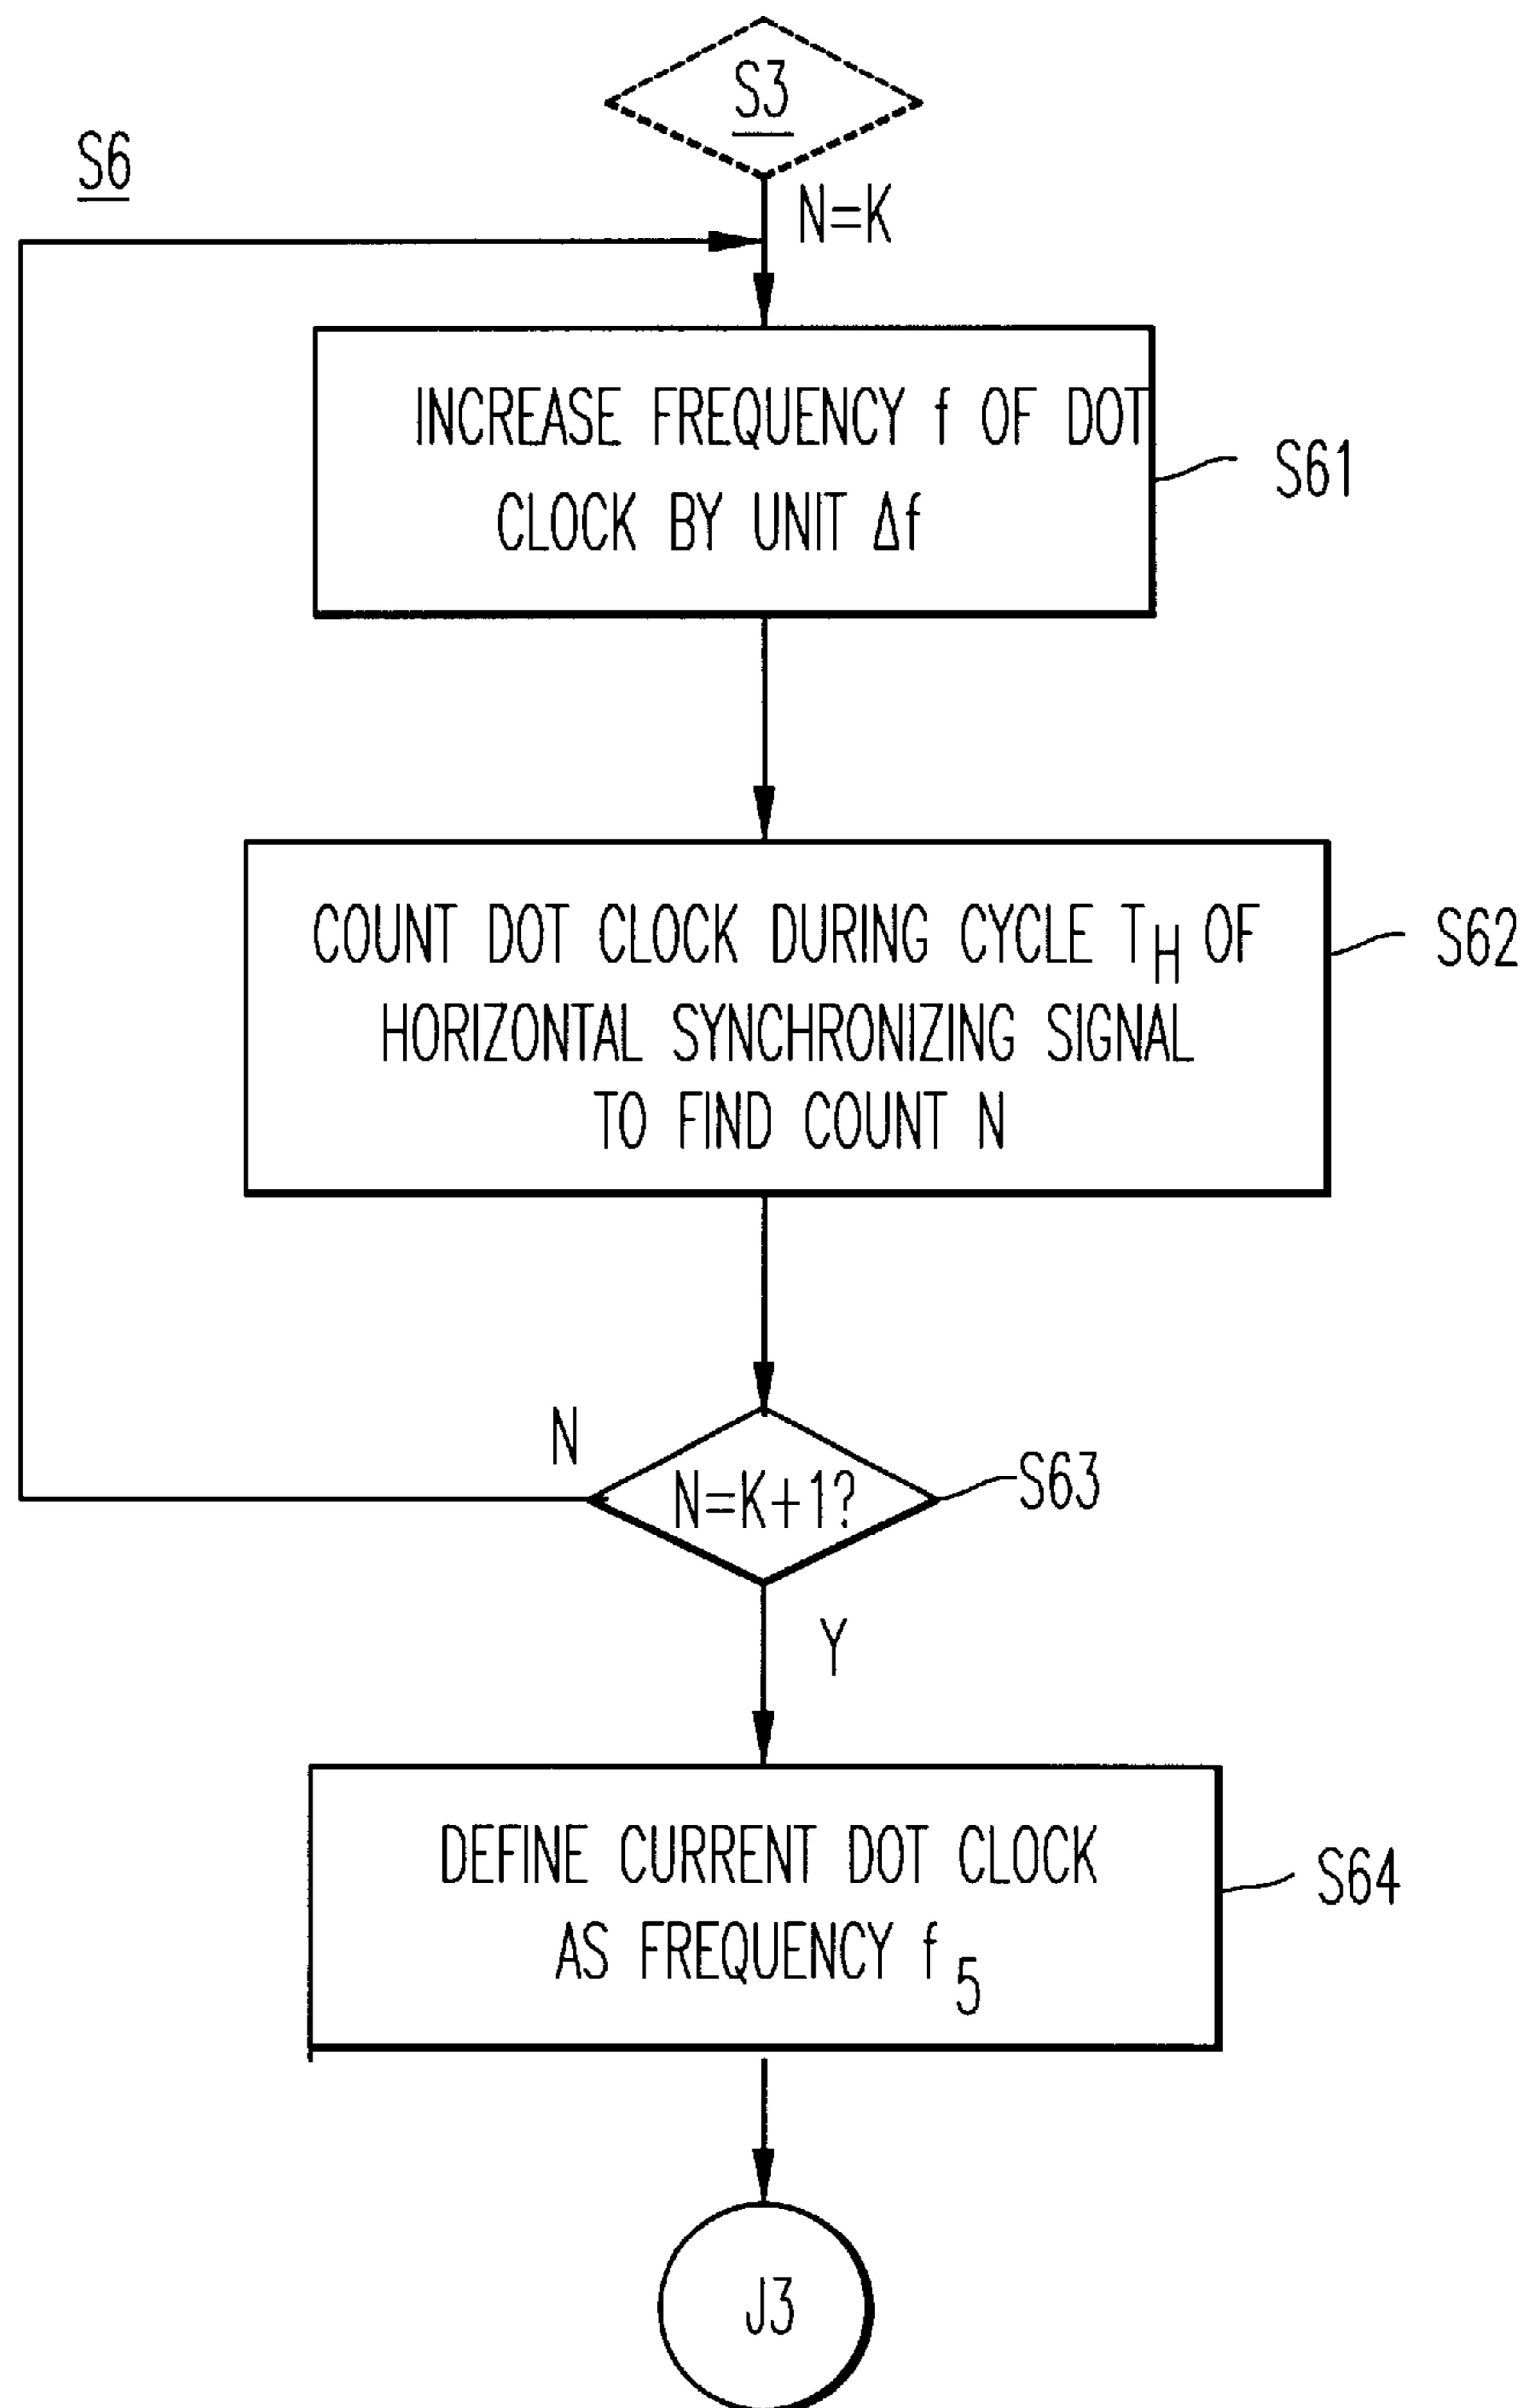 S3
S6
N=K
INCREASE FREQUENCY f OF DOT
CLOCK BY UNIT Δf
S61
COUNT DOT CLOCK DURING CYCLE TH OF
HORIZONTAL SYNCHRONIZING SIGNAL
TO FIND COUNT N
S62
N
N=K+1?
S63
Y
DEFINE CURRENT DOT CLOCK
AS FREQUENCY f5
S64
J3